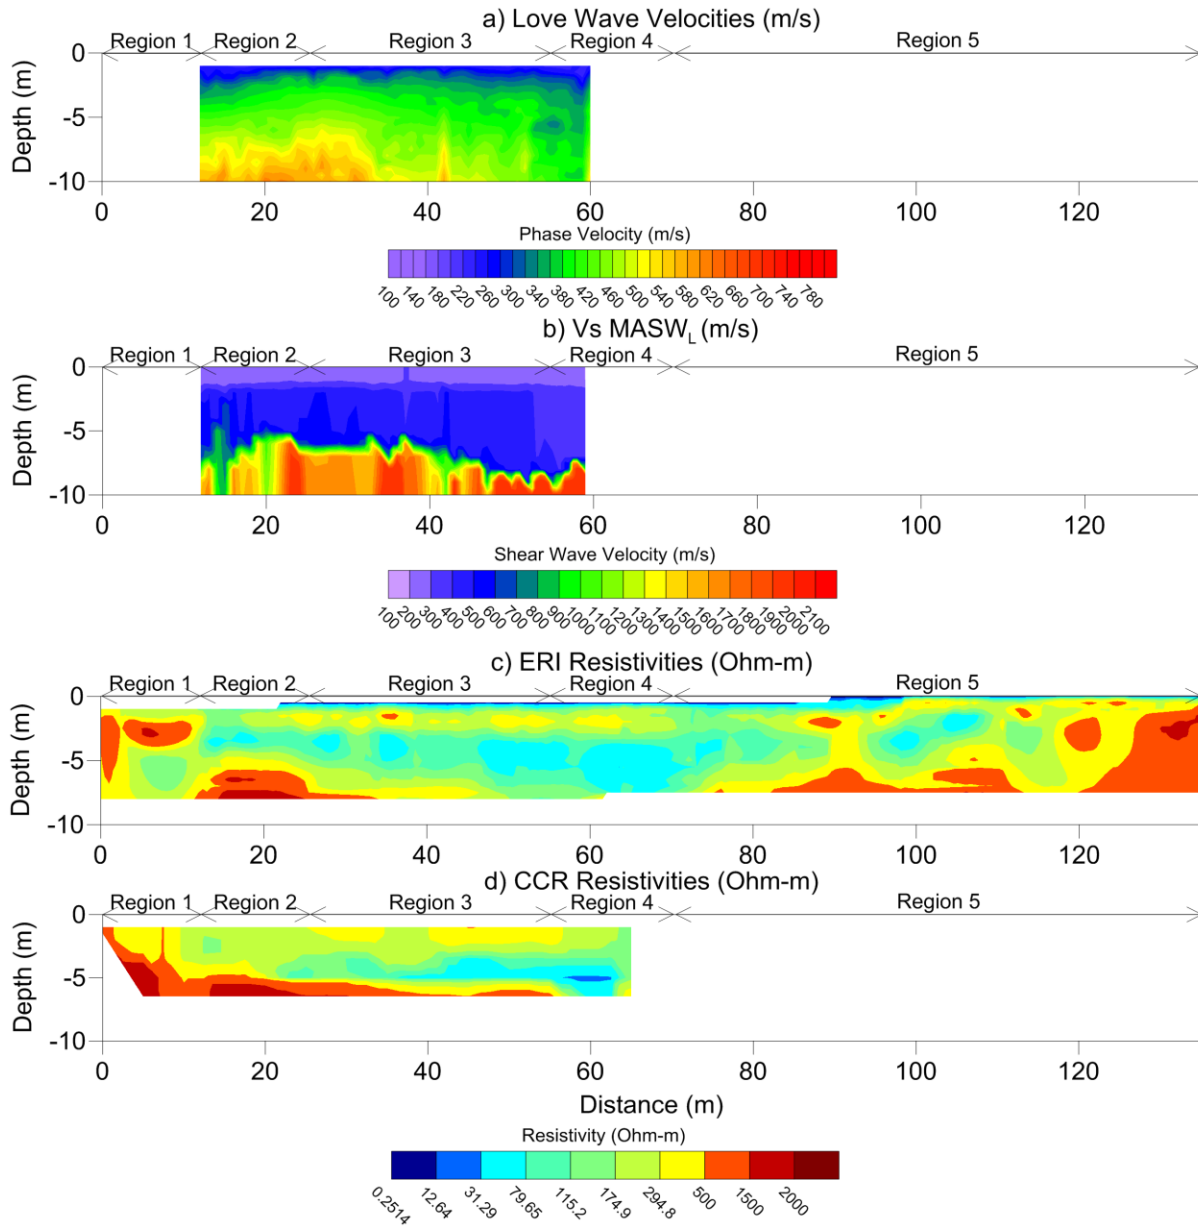 a) Love Wave Velocities (m/s)
Region 1 Region 2 Region 3 Region 4 Region 5
0
-5
-10
Depth (m)
0 20 40 60 80 100 120
Phase Velocity (m/s)
100 140 180 220 260 300 340 380 420 460 500 540 580 620 660 700 740 780
b) Vs MASWL (m/s)
Region 1 Region 2 Region 3 Region 4 Region 5
0
-5
-10
Depth (m)
0 20 40 60 80 100 120
Shear Wave Velocity (m/s)
100 200 300 400 500 600 700 800 900 1000 1100 1200 1300 1400 1500 1600 1700 1800 1900 2000 2100
c) ERI Resistivities (Ohm-m)
Region 1 Region 2 Region 3 Region 4 Region 5
0
-5
-10
Depth (m)
0 20 40 60 80 100 120
d) CCR Resistivities (Ohm-m)
Region 1 Region 2 Region 3 Region 4 Region 5
0
-5
-10
Depth (m)
0 20 40 60 80 100 120
Distance (m)
Resistivity (Ohm-m)
0.2514 12.64 31.29 79.65 115.2 174.9 294.8 500 1500 2000